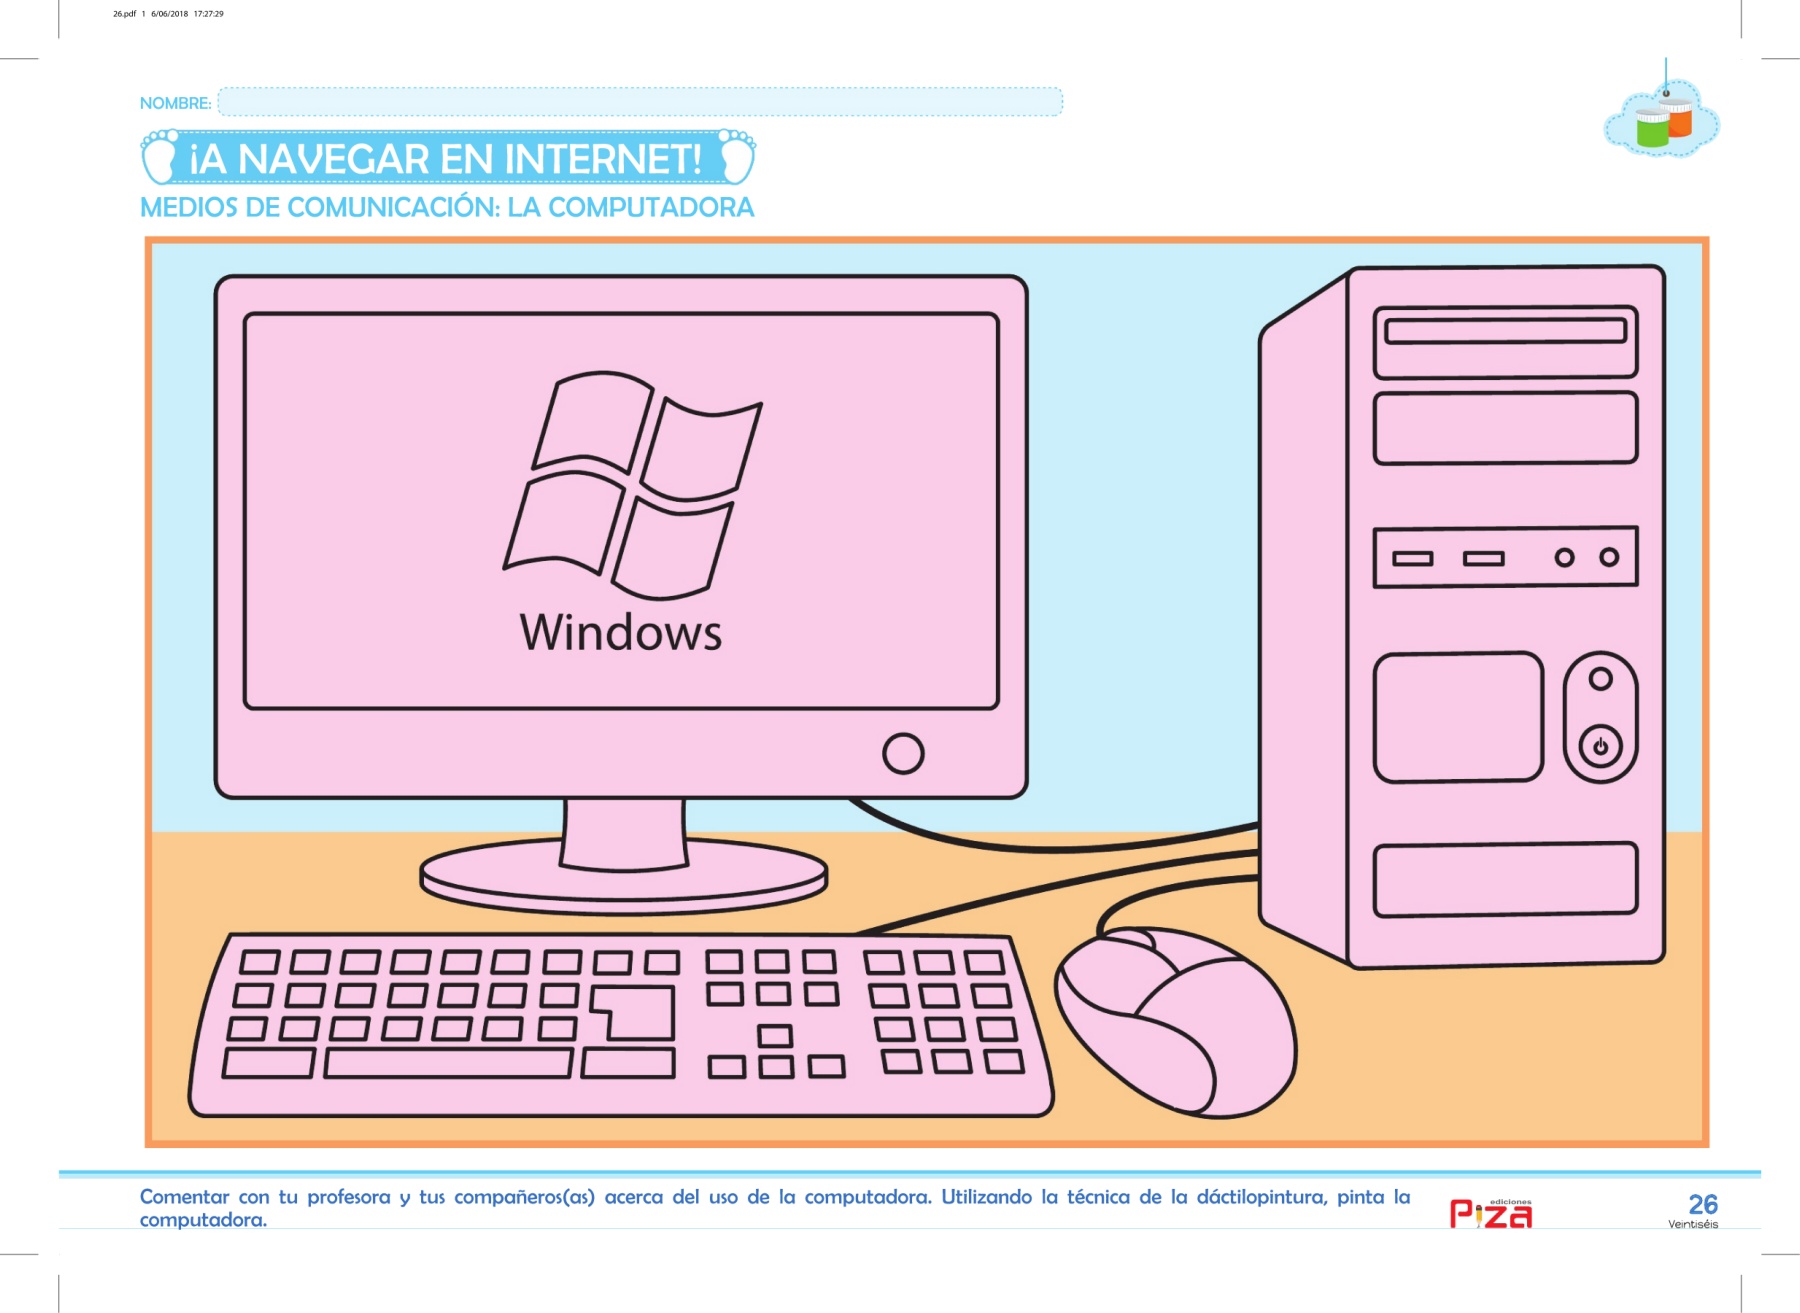 26.pdf 1 6/06/2018 17:27:29
NOMBRE:
¡A NAVEGAR EN INTERNET!
MEDIOS DE COMUNICACIÓN: LA COMPUTADORA
Windows
Comentar con tu profesora y tus compañeros(as) acerca del uso de la computadora. Utilizando la técnica de la dáctilopintura, pinta la
computadora.
ediciones
Piza
26
Veintiséis